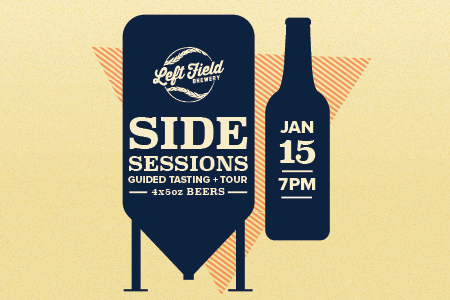 Left Field
BREWERY
SIDE
SESSIONS
GUIDED TASTING + TOUR
4x5oz BEERS
JAN
15
7PM